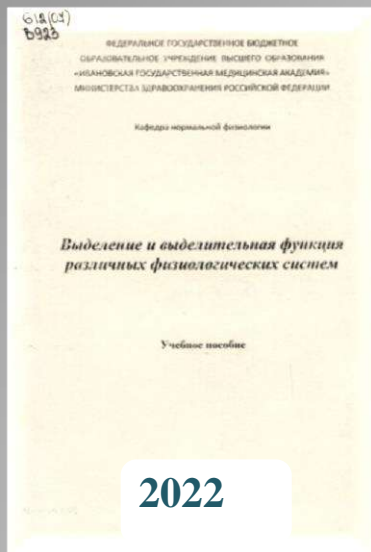 612(07)
В923
ФЕДЕРАЛЬНОЕ ГОСУДАРСТВЕННОЕ БЮДЖЕТНОЕ
ОБРАЗОВАТЕЛЬНОЕ УЧРЕЖДЕНИЕ ВЫСШЕГО ОБРАЗОВАНИЯ
«ИВАНОВСКАЯ ГОСУДАРСТВЕННАЯ МЕДИЦИНСКАЯ АКАДЕМИЯ»
МИНИСТЕРСТВА ЗДРАВООХРАНЕНИЯ РОССИЙСКОЙ ФЕДЕРАЦИИ
Кафедра нормальной физиологии
Выделение и выделительная функция
различных физиологических систем
Учебное пособие
2022